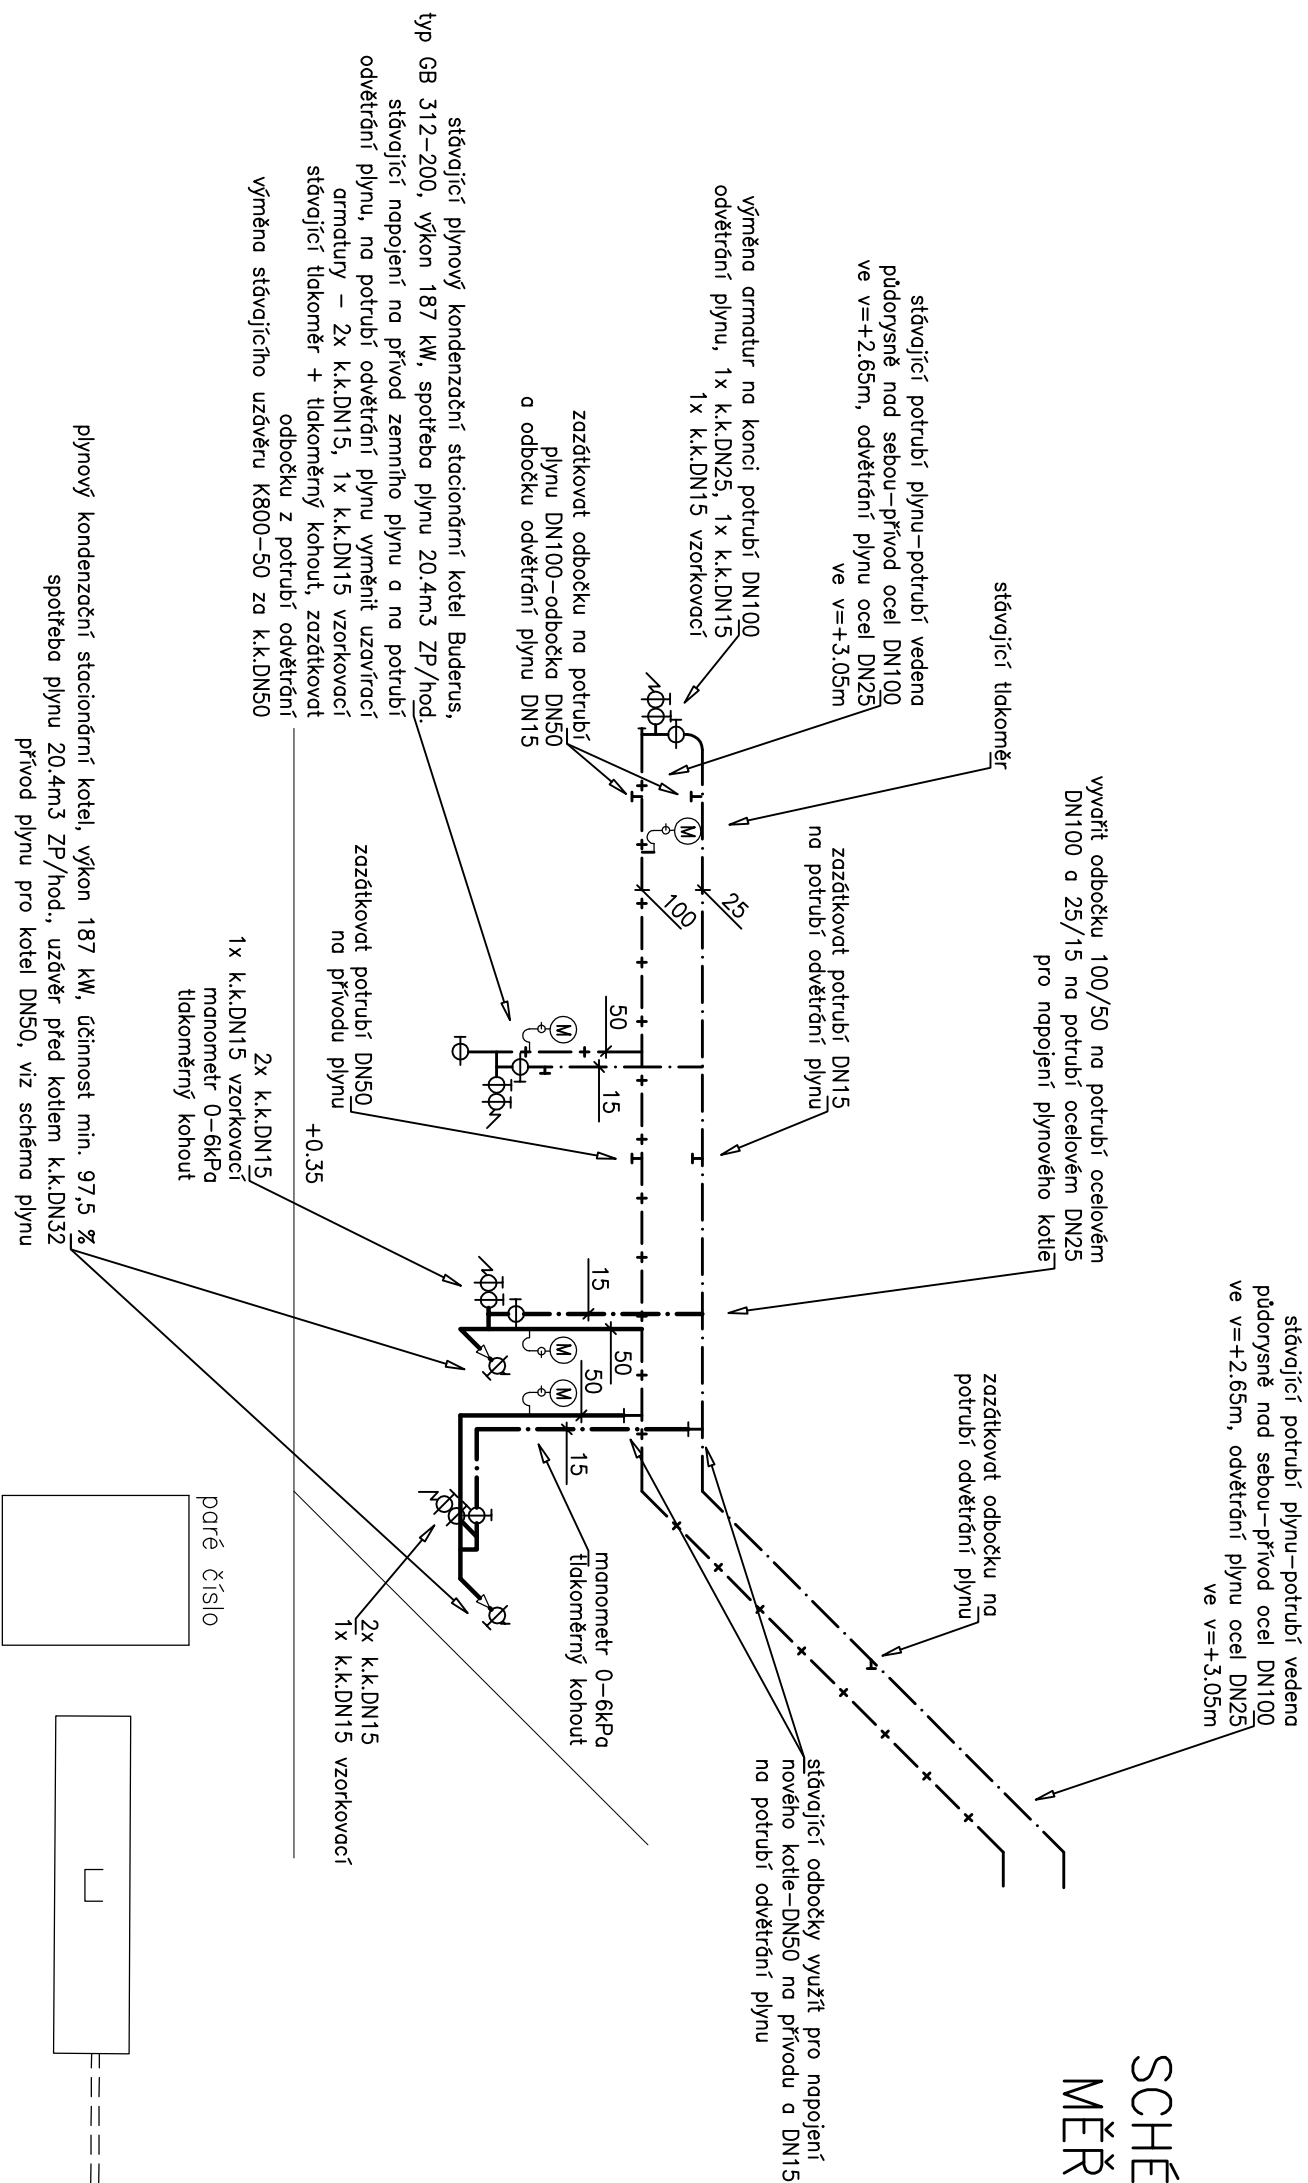 SCHÉ
MĚŘ
stávající potrubí plynu-potrubí vedena
půdorysně nad sebou-přívod ocel DN100
ve v=+2.65m, odvětrání plynu ocel DN25
ve v=+3.05m
vyvařit odbočku 100/50 na potrubí ocelovém
DN100 a 25/15 na potrubí ocelovém DN25
pro napojení plynového kotle
stávající tlakoměr
zazátkovat odbočku na
potrubí odvětrání plynu
stávající potrubí plynu-potrubí vedena
půdorysně nad sebou-přívod ocel DN100
ve v=+2.65m, odvětrání plynu ocel DN25
ve v=+3.05m
zazátkovat potrubí DN15
na potrubí odvětrání plynu
stávající odbočky využít pro napojení
nového kotle-DN50 na přívodu a DN15
na potrubí odvětrání plynu
výměna armatur na konci potrubí DN100
odvětrání plynu, 1x k.k.DN25, 1x k.k.DN15
1x k.k.DN15 vzorkovací
25
100
M
zazátkovat odbočku na potrubí
plynu DN100-odbočka DN50
a odbočku odvětrání plynu DN15
50
15
M
15
50
M
50
15
M
manometr 0-6kPa
tlakoměrný kohout
stávající plynový kondenzační stacionární kotel Buderus,
typ GB 312-200, výkon 187 kW, spotřeba plynu 20.4m3 ZP/hod.
stávající napojení na přívod zemního plynu a na potrubí
odvětrání plynu, na potrubí odvětrání plynu vyměnit uzavírací
armatury - 2x k.k.DN15, 1x k.k.DN15 vzorkovací
stávající tlakoměr + tlakoměrný kohout, zazátkovat
odbočku z potrubí odvětrání
výměna stávajícího uzávěru K800-50 za k.k.DN50
zazátkovat potrubí DN50
na přívodu plynu
2x k.k.DN15
1x k.k.DN15 vzorkovací
+0.35
2x k.k.DN15
1x k.k.DN15 vzorkovací
manometr 0-6kPa
tlakoměrný kohout
paré číslo
plynový kondenzační stacionární kotel, výkon 187 kW, účinnost min. 97,5 %
spotřeba plynu 20.4m3 ZP/hod., uzávěr před kotlem k.k.DN32
přívod plynu pro kotel DN50, viz schéma plynu